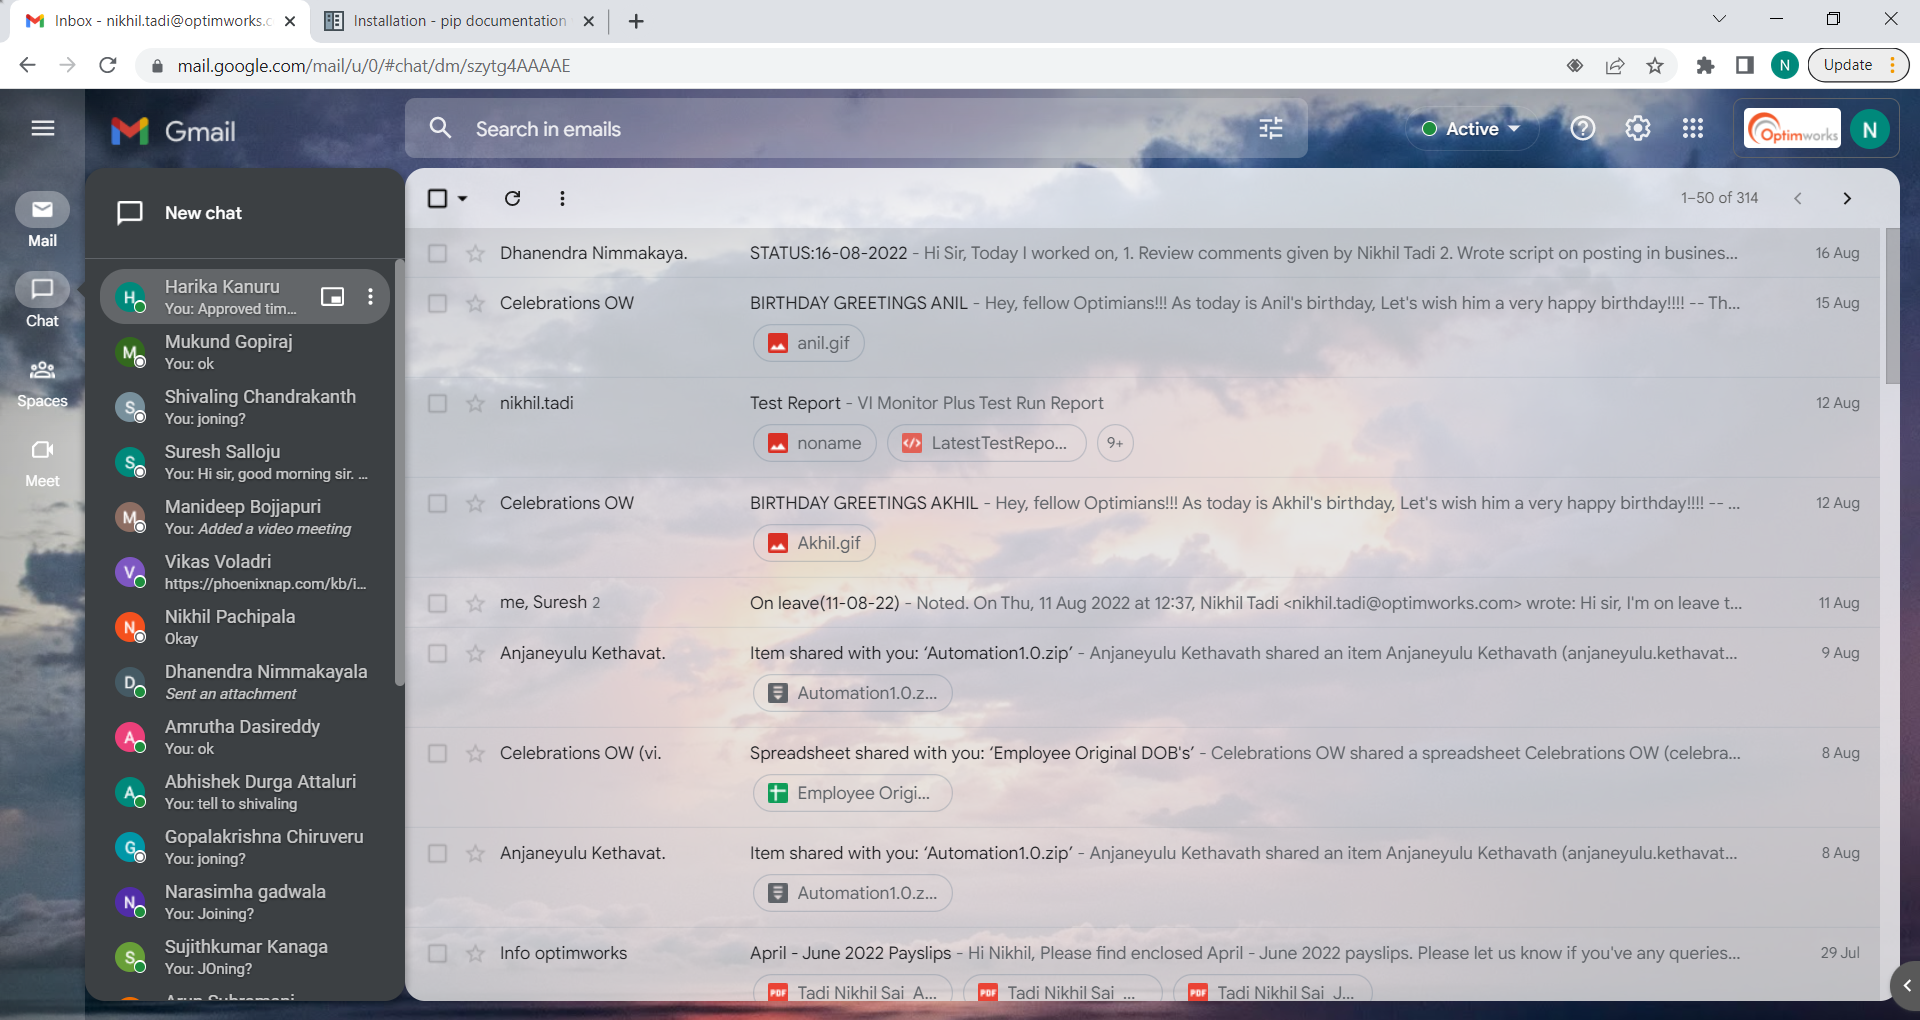 Inbox - nikhil.tadi@optimworks.c
Installation - pip documentation
mail.google.com/mail/u/0/#chat/dm/szytg4AAAAE
N
Update
Gmail
Search in emails
Active
Optimworks
N
Mail
Chat
Spaces
Meet
New chat
H
Harika Kanuru
You: Approved tim...
M
Mukund Gopiraj
You: ok
S
Shivaling Chandrakanth
You: joning?
S
Suresh Salloju
You: Hi sir, good morning sir. ...
M
Manideep Bojjapuri
You: Added a video meeting
V
Vikas Voladri
https://phoenixnap.com/kb/i...
N
Nikhil Pachipala
Okay
D
Dhanendra Nimmakayala
Sent an attachment
A
Amrutha Dasireddy
You: ok
A
Abhishek Durga Attaluri
You: tell to shivaling
G
Gopalakrishna Chiruveru
You: joning?
N
Narasimha gadwala
You: Joining?
S
Sujithkumar Kanaga
You: JOning?
1–50 of 314
Dhanendra Nimmakaya. STATUS:16-08-2022 - Hi Sir, Today I worked on, 1. Review comments given by Nikhil Tadi 2. Wrote script on posting in busines... 16 Aug
Celebrations OW BIRTHDAY GREETINGS ANIL - Hey, fellow Optimians!!! As today is Anil's birthday, Let's wish him a very happy birthday!!!! -- Th... 15 Aug
anil.gif
nikhil.tadi Test Report - VI Monitor Plus Test Run Report 12 Aug
noname LatestTestRepo... 9+
Celebrations OW BIRTHDAY GREETINGS AKHIL - Hey, fellow Optimians!!! As today is Akhil's birthday, Let's wish him a very happy birthday!!!! -- ... 12 Aug
Akhil.gif
me, Suresh 2 On leave(11-08-22) - Noted. On Thu, 11 Aug 2022 at 12:37, Nikhil Tadi <nikhil.tadi@optimworks.com> wrote: Hi sir, I'm on leave t... 11 Aug
Anjaneyulu Kethavat. Item shared with you: ‘Automation1.0.zip’ - Anjaneyulu Kethavath shared an item Anjaneyulu Kethavath (anjaneyulu.kethavat... 9 Aug
Automation1.0.z...
Celebrations OW (vi. Spreadsheet shared with you: ‘Employee Original DOB's’ - Celebrations OW shared a spreadsheet Celebrations OW (celebra... 8 Aug
Employee Origi...
Anjaneyulu Kethavat. Item shared with you: ‘Automation1.0.zip’ - Anjaneyulu Kethavath shared an item Anjaneyulu Kethavath (anjaneyulu.kethavat... 8 Aug
Automation1.0.z...
Info optimworks April - June 2022 Payslips - Hi Nikhil, Please find enclosed April - June 2022 payslips. Please let us know if you've any queries... 29 Jul
PDF Tadi Nikhil Sai_A... PDF Tadi Nikhil Sai_... PDF Tadi Nikhil Sai_J...